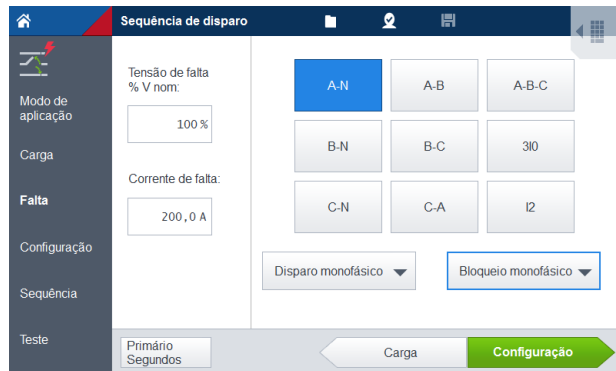 Sequência de disparo
Modo de
aplicação
Carga
Falta
Configuração
Sequência
Teste
Tensão de falta
% V nom:
100 %
Corrente de falta:
200,0 A
A-N
A-B
A-B-C
B-N
B-C
3I0
C-N
C-A
I2
Disparo monofásico
Bloqueio monofásico
Primário
Segundos
Carga
Configuração